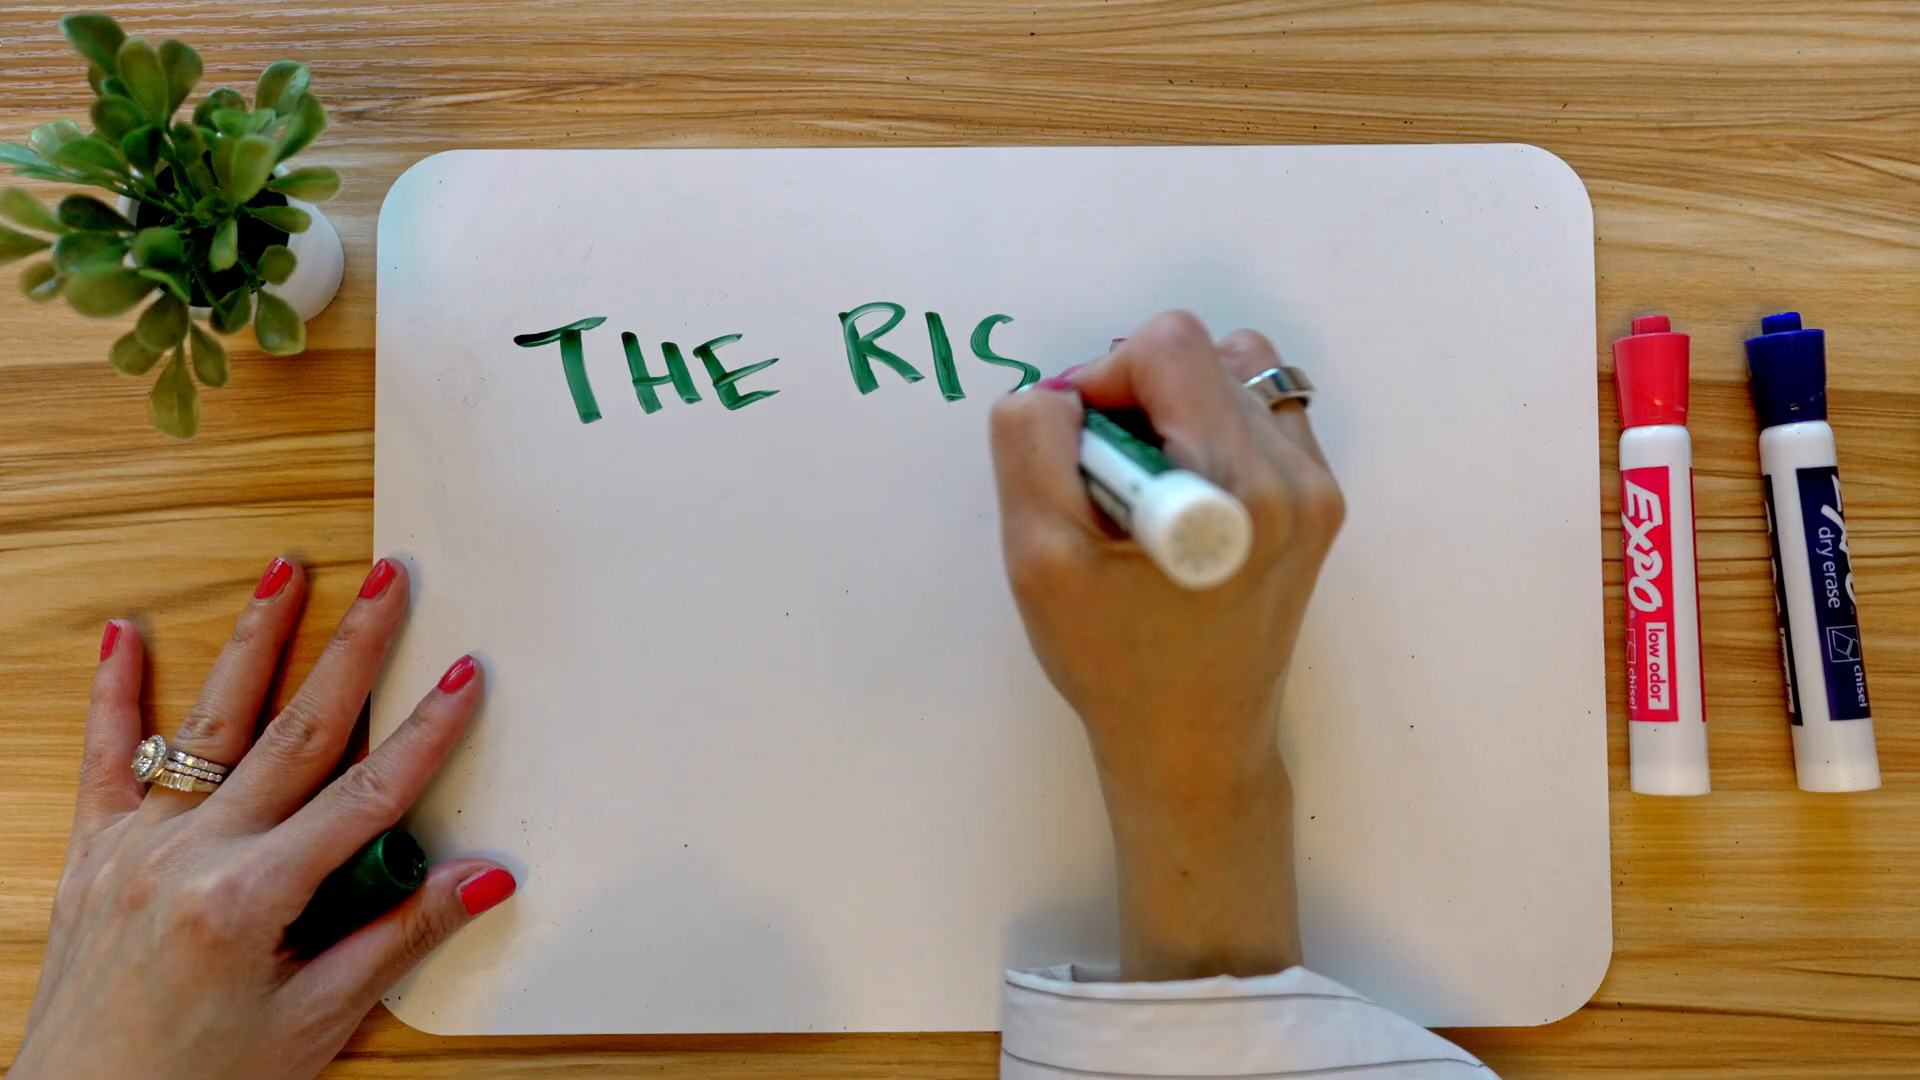 THE RIS
EXPO
low odor
chisel
dry erase
chisel